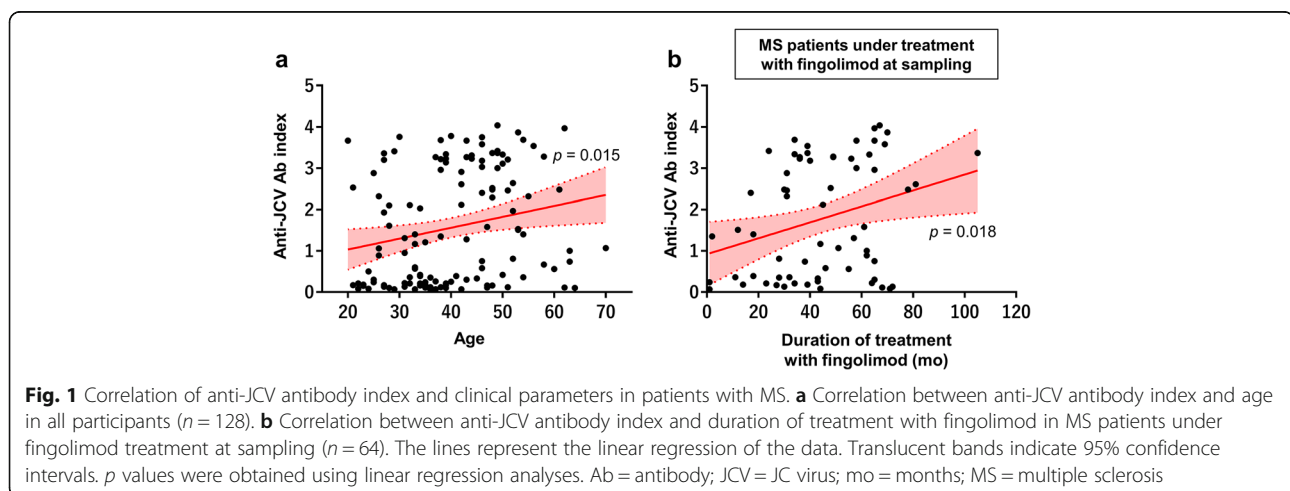 a
Anti-JCV Ab index
5
4
3
2
1
0
20 30 40 50 60 70
Age
p = 0.015
b
MS patients under treatment
with fingolimod at sampling
Anti-JCV Ab index
5
4
3
2
1
0
0 20 40 60 80 100 120
Duration of treatment
with fingolimod (mo)
p = 0.018
Fig. 1 Correlation of anti-JCV antibody index and clinical parameters in patients with MS. a Correlation between anti-JCV antibody index and age
in all participants (n = 128). b Correlation between anti-JCV antibody index and duration of treatment with fingolimod in MS patients under
fingolimod treatment at sampling (n = 64). The lines represent the linear regression of the data. Translucent bands indicate 95% confidence
intervals. p values were obtained using linear regression analyses. Ab = antibody; JCV = JC virus; mo = months; MS = multiple sclerosis